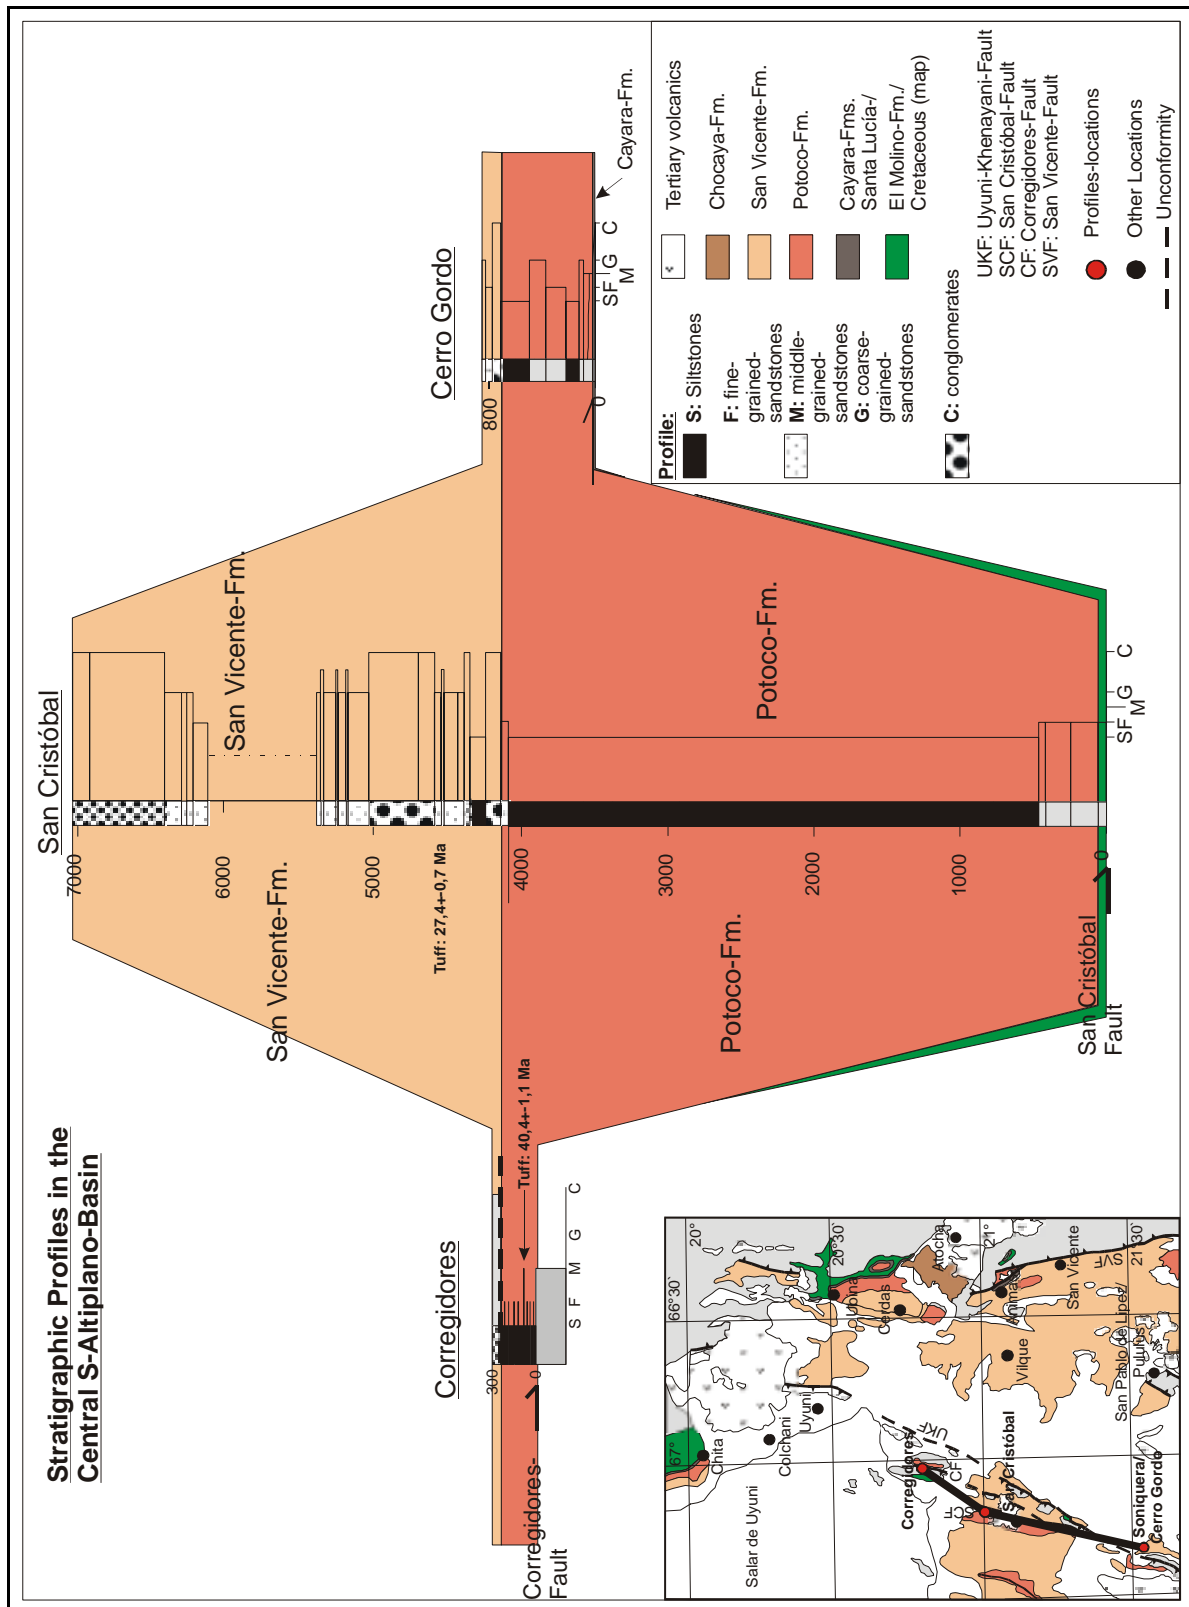 Stratigraphic Profiles in the
Central S-Altiplano-Basin
Corregidores
300
0
S F M G C
Tuff: 40,4+-1,1 Ma
Corregidores-
Fault
San Cristóbal
7000
6000
5000
4000
3000
2000
1000
0
San Vicente-Fm.
San Vicente-Fm.
Tuff: 27,4+-0,7 Ma
Potoco-Fm.
Potoco-Fm.
San Cristóbal
Fault
SF M G C
Cerro Gordo
800
0
SF M G C
Cayara-Fm.
Profile:
S: Siltstones
F: fine-
grained-
sandstones
M: middle-
grained-
sandstones
G: coarse-
grained-
sandstones
C: conglomerates
Tertiary volcanics
Chocaya-Fm.
San Vicente-Fm.
Potoco-Fm.
Cayara-Fms.
Santa Lucía-/
El Molino-Fm./
Cretaceous (map)
UKF: Uyuni-Khenayani-Fault
SCF: San Cristóbal-Fault
CF: Corregidores-Fault
SVF: San Vicente-Fault
Profiles-locations
Other Locations
Unconformity
67°
66°30`
20°
20°30`
21°
21°30`
Salar de Uyuni
Chita
Colchani
Uyuni
Ubina
Cerdas
Atocha
Animas
San Vicente
SVF
Vilque
San Pablo de Lipez/
Pululus
UKF
Corregidores
CF
SCF
San Cristóbal
Soniquera/
Cerro Gordo